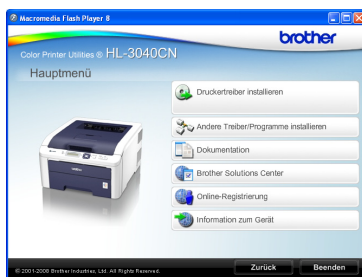 Macromedia Flash Player 8
brother
Color Printer Utilities ® HL-3040CN
Hauptmenü
Druckertreiber installieren
Andere Treiber/Programme installieren
Dokumentation
Brother Solutions Center
Online-Registrierung
Information zum Gerät
© 2001-2008 Brother Industries, Ltd. All Rights Reserved.
Zurück
Beenden